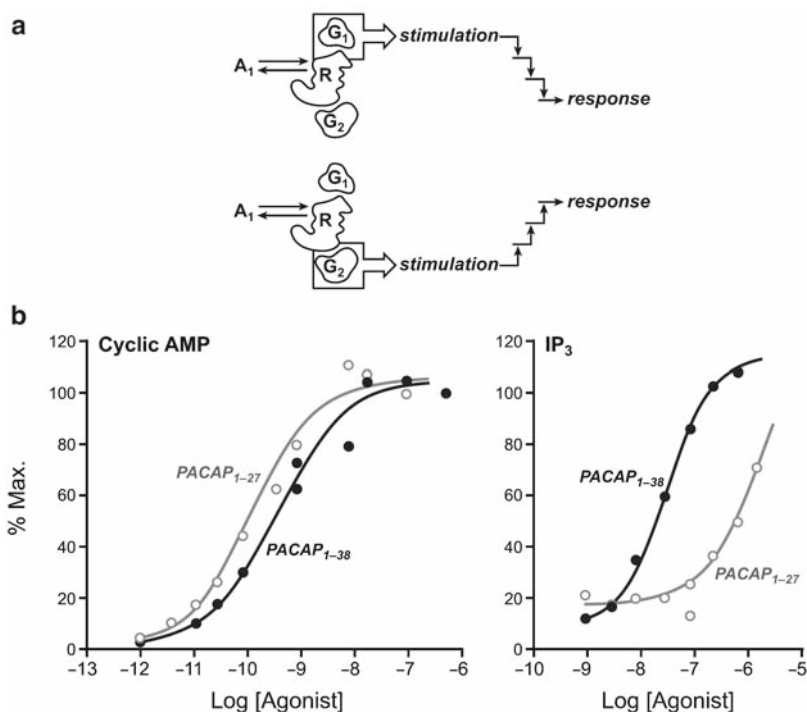 a
G1
stimulation
A1
R
response
G2
G1
response
A1
R
G2
stimulation
b
Cyclic AMP
120
100
80
60
40
20
0
% Max.
PACAP1–27
PACAP1–38
–13 –12 –11 –10 –9 –8 –7 –6
Log [Agonist]
IP3
120
100
80
60
40
20
0
PACAP1–38
PACAP1–27
–10 –9 –8 –7 –6 –5
Log [Agonist]